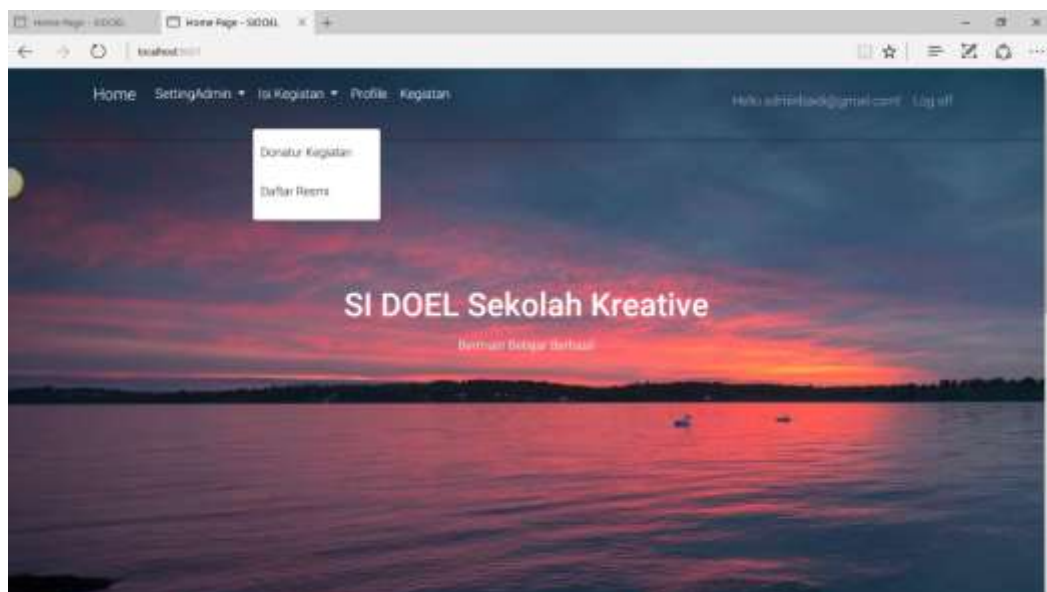 Home Page - SIDOEL
Home Page - SIDOEL
localhost
Home SettingAdmin Isi Kegiatan Profile Kegiatan
Log off
Donatur Kegiatan
Daftar Resmi
SI DOEL Sekolah Kreative
Bermain Belajar Berbagi